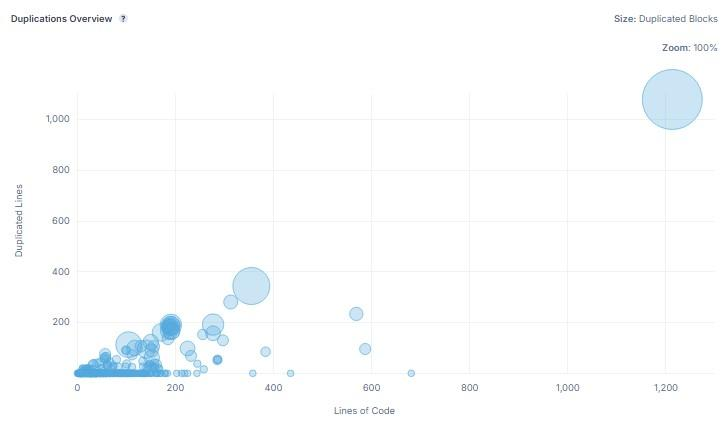 Duplications Overview ?
Size: Duplicated Blocks
Zoom: 100%
1,000
800
600
400
200
0
200
400
600
800
1,000
1,200
Duplicated Lines
Lines of Code